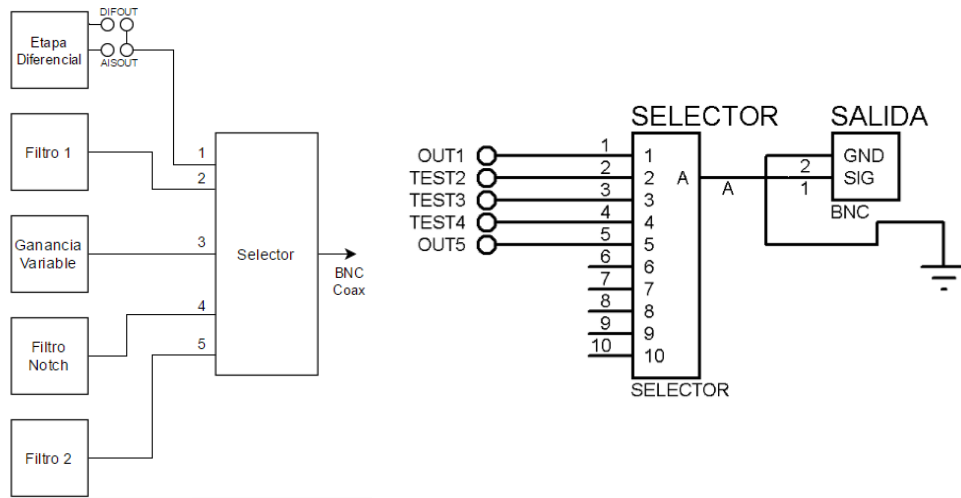 DIFOUT
Etapa
Diferencial
AISOUT
Filtro 1
Ganancia
Variable
Filtro
Notch
Filtro 2
1
2
3
4
5
Selector
BNC
Coax
SELECTOR
OUT1
TEST2
TEST3
TEST4
OUT5
1
2
3
4
5
6
7
8
9
10
1
2
3
4
5
6
7
8
9
10
A
A
SELECTOR
SALIDA
2
1
GND
SIG
BNC